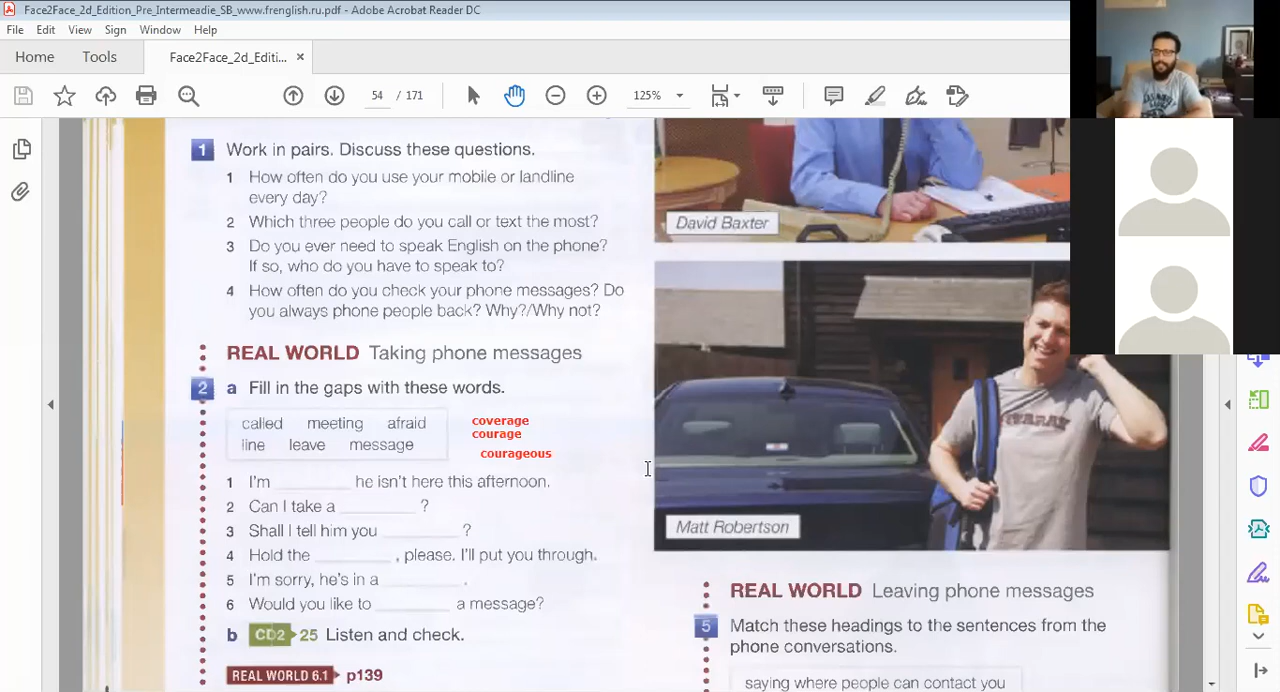 Face2Face_2d_Edition_Pre_Intermeadie_SB_www.frenglish.ru.pdf - Adobe Acrobat Reader DC
File Edit View Sign Window Help
Home Tools Face2Face_2d_Editi... ×
54 / 171 125%
1 Work in pairs. Discuss these questions.
1 How often do you use your mobile or landline
every day?
2 Which three people do you call or text the most?
3 Do you ever need to speak English on the phone?
If so, who do you have to speak to?
4 How often do you check your phone messages? Do
you always phone people back? Why?/Why not?
REAL WORLD Taking phone messages
2 a Fill in the gaps with these words.
called meeting afraid
line leave message
coverage
courage
courageous
1 I'm ________ he isn't here this afternoon.
2 Can I take a ________ ?
3 Shall I tell him you ________ ?
4 Hold the ________ , please. I'll put you through.
5 I'm sorry, he's in a ________ .
6 Would you like to ________ a message?
b CD2 25 Listen and check.
REAL WORLD 6.1 p139
David Baxter
Matt Robertson
REAL WORLD Leaving phone messages
5 Match these headings to the sentences from the
phone conversations.
saying where people can contact you